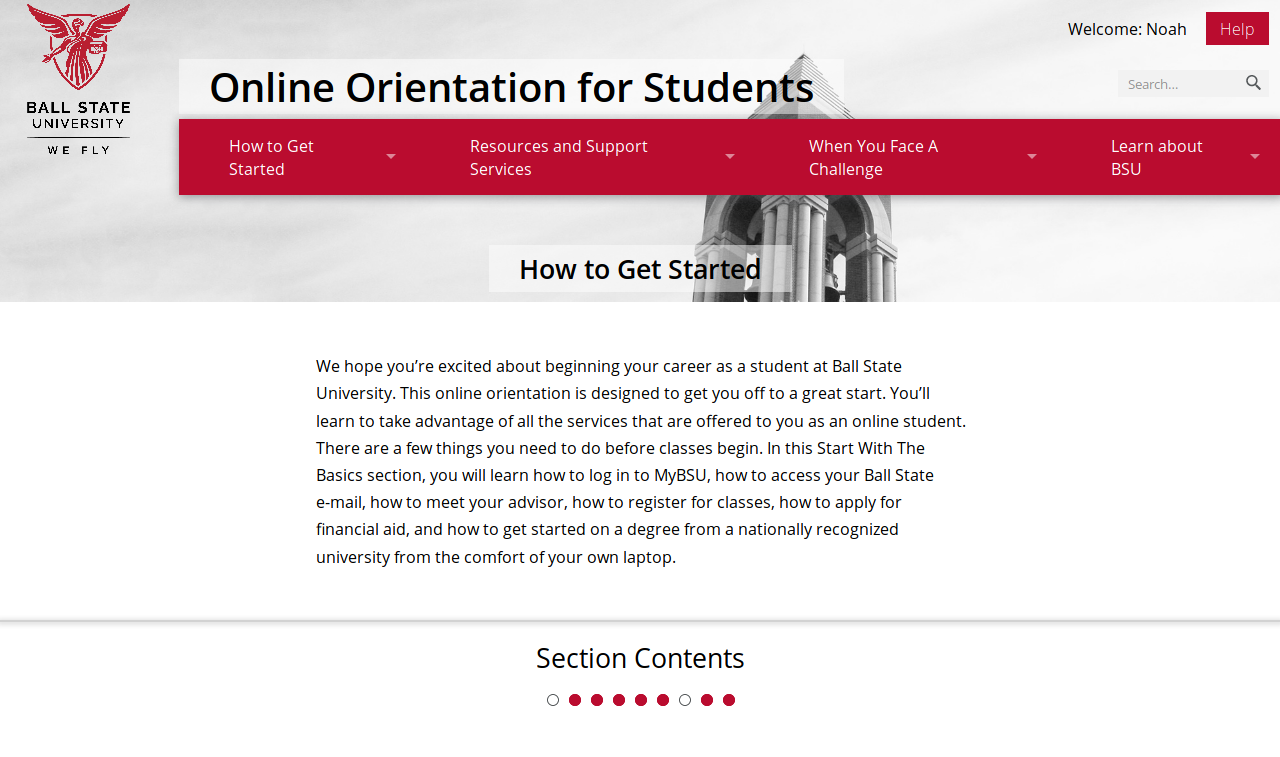 BALL STATE
UNIVERSITY
WE FLY
Welcome: Noah
Help
Online Orientation for Students
Search...
How to Get
Started
Resources and Support
Services
When You Face A
Challenge
Learn about
BSU
How to Get Started
We hope you’re excited about beginning your career as a student at Ball State
University. This online orientation is designed to get you off to a great start. You’ll
learn to take advantage of all the services that are offered to you as an online student.
There are a few things you need to do before classes begin. In this Start With The
Basics section, you will learn how to log in to MyBSU, how to access your Ball State
e-mail, how to meet your advisor, how to register for classes, how to apply for
financial aid, and how to get started on a degree from a nationally recognized
university from the comfort of your own laptop.
Section Contents